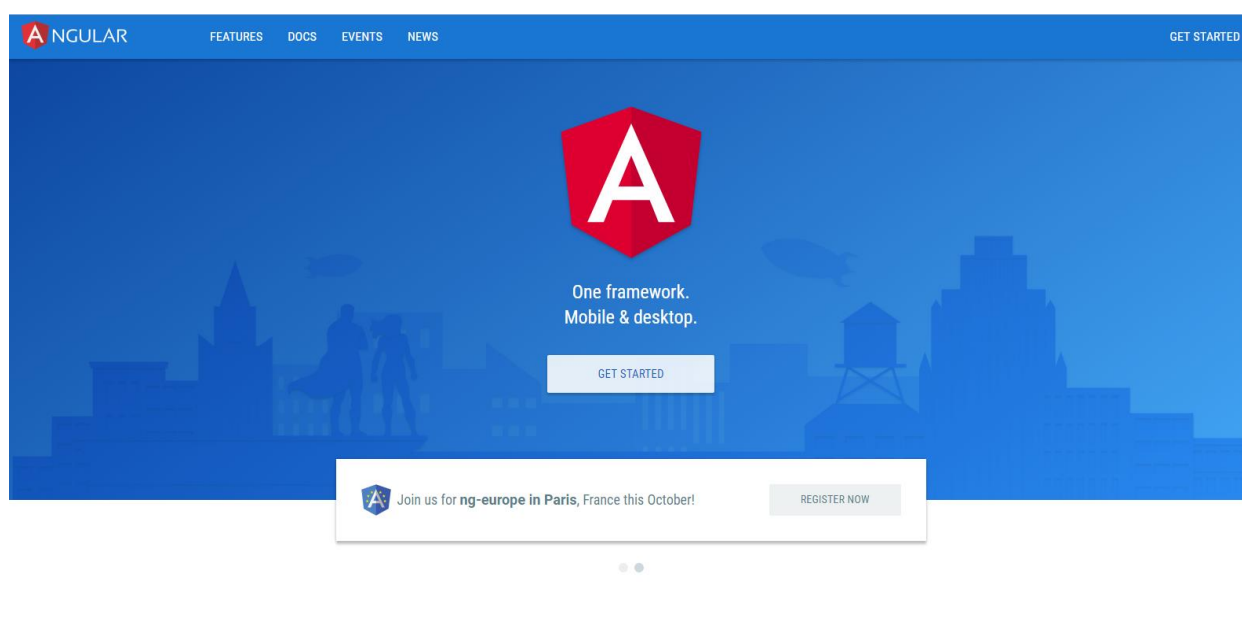 ANGULAR
FEATURES DOCS EVENTS NEWS GET STARTED
A
One framework.
Mobile & desktop.
GET STARTED
A
Join us for ng-europe in Paris, France this October! REGISTER NOW